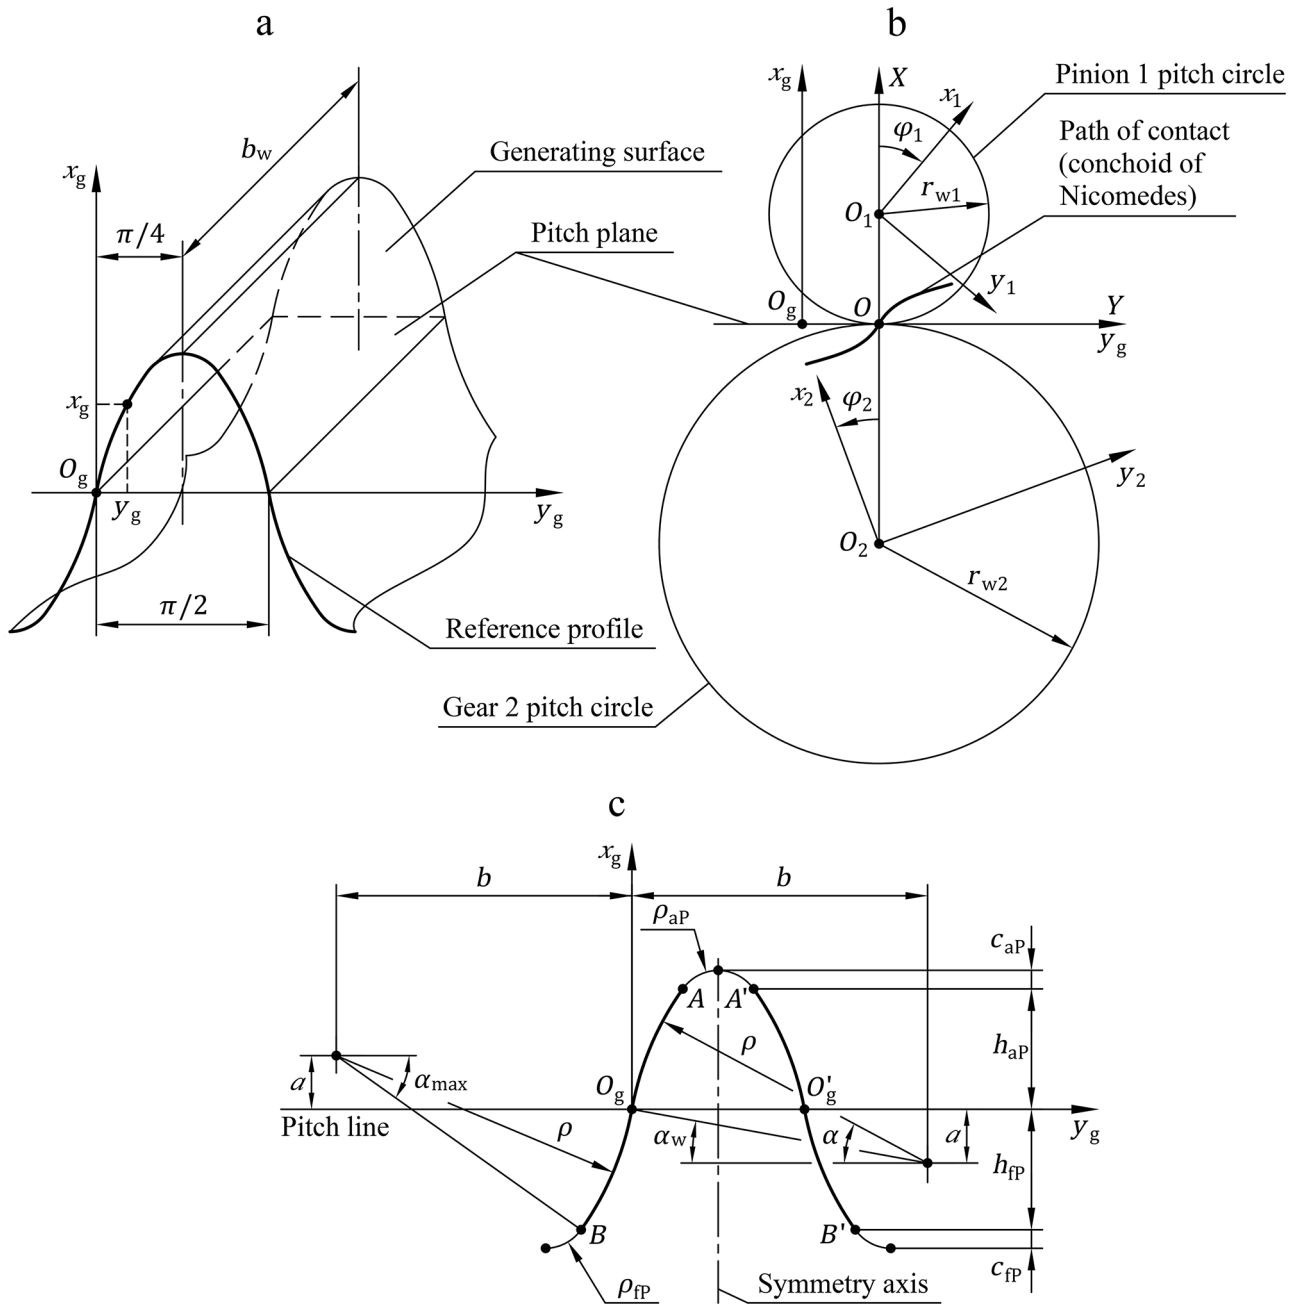 a
b
x_g
b_w
Generating surface
π/4
Pitch plane
x_g
O_g
y_g
y_g
π/2
Reference profile
x_g
X
x_1
Pinion 1 pitch circle
φ_1
Path of contact
(conchoid of
Nicomedes)
r_w1
O_1
y_1
O_g
O
Y
y_g
x_2
φ_2
y_2
O_2
r_w2
Gear 2 pitch circle
c
x_g
b
b
ρ_aP
c_aP
A
A'
h_aP
ρ
a
α_max
O_g
O'_g
Pitch line
y_g
ρ
α_w
α
a
h_fP
B
B'
c_fP
ρ_fP
Symmetry axis